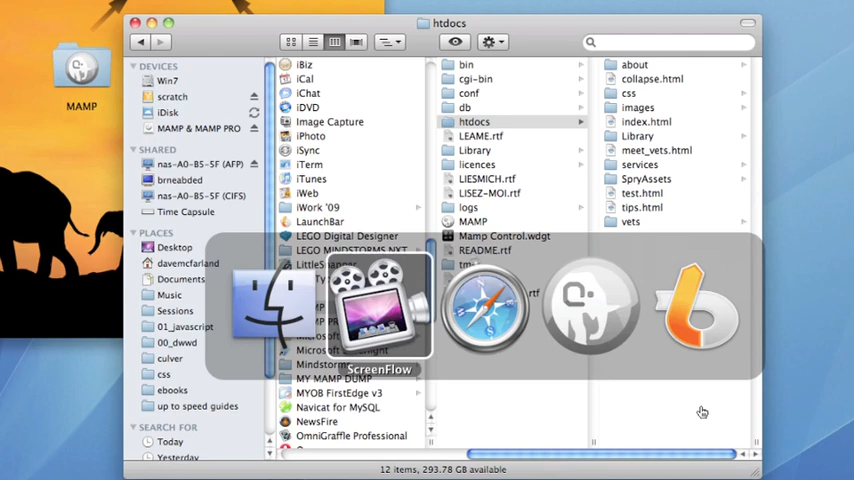 htdocs
MAMP
DEVICES
Win7
scratch
iDisk
MAMP & MAMP PRO
SHARED
nas-A0-B5-5F (AFP)
brneabded
nas-A0-B5-5F (CIFS)
Time Capsule
PLACES
Desktop
davemcfarland
Documents
Music
Sessions
01_javascript
00_dwwd
culver
css
ebooks
up to speed guides
SEARCH FOR
Today
Yesterday
iBiz
iCal
iChat
iDVD
Image Capture
iPhoto
iSync
iTerm
iTunes
iWeb
iWork '09
LaunchBar
LEGO Digital Designer
LEGO MINDSTORMS NXT
Microsoft
MY MAMP DUMP
MYOB FirstEdge v3
Navicat for MySQL
NewsFire
OmniGraffle Professional
bin
cgi-bin
conf
db
htdocs
LEAME.rtf
Library
licences
LIESMICH.rtf
LISEZ-MOI.rtf
logs
MAMP
Mamp Control.wdgt
README.rtf
about
collapse.html
css
images
index.html
Library
meet_vets.html
services
SpryAssets
test.html
tips.html
vets
ScreenFlow
12 items, 293.78 GB available